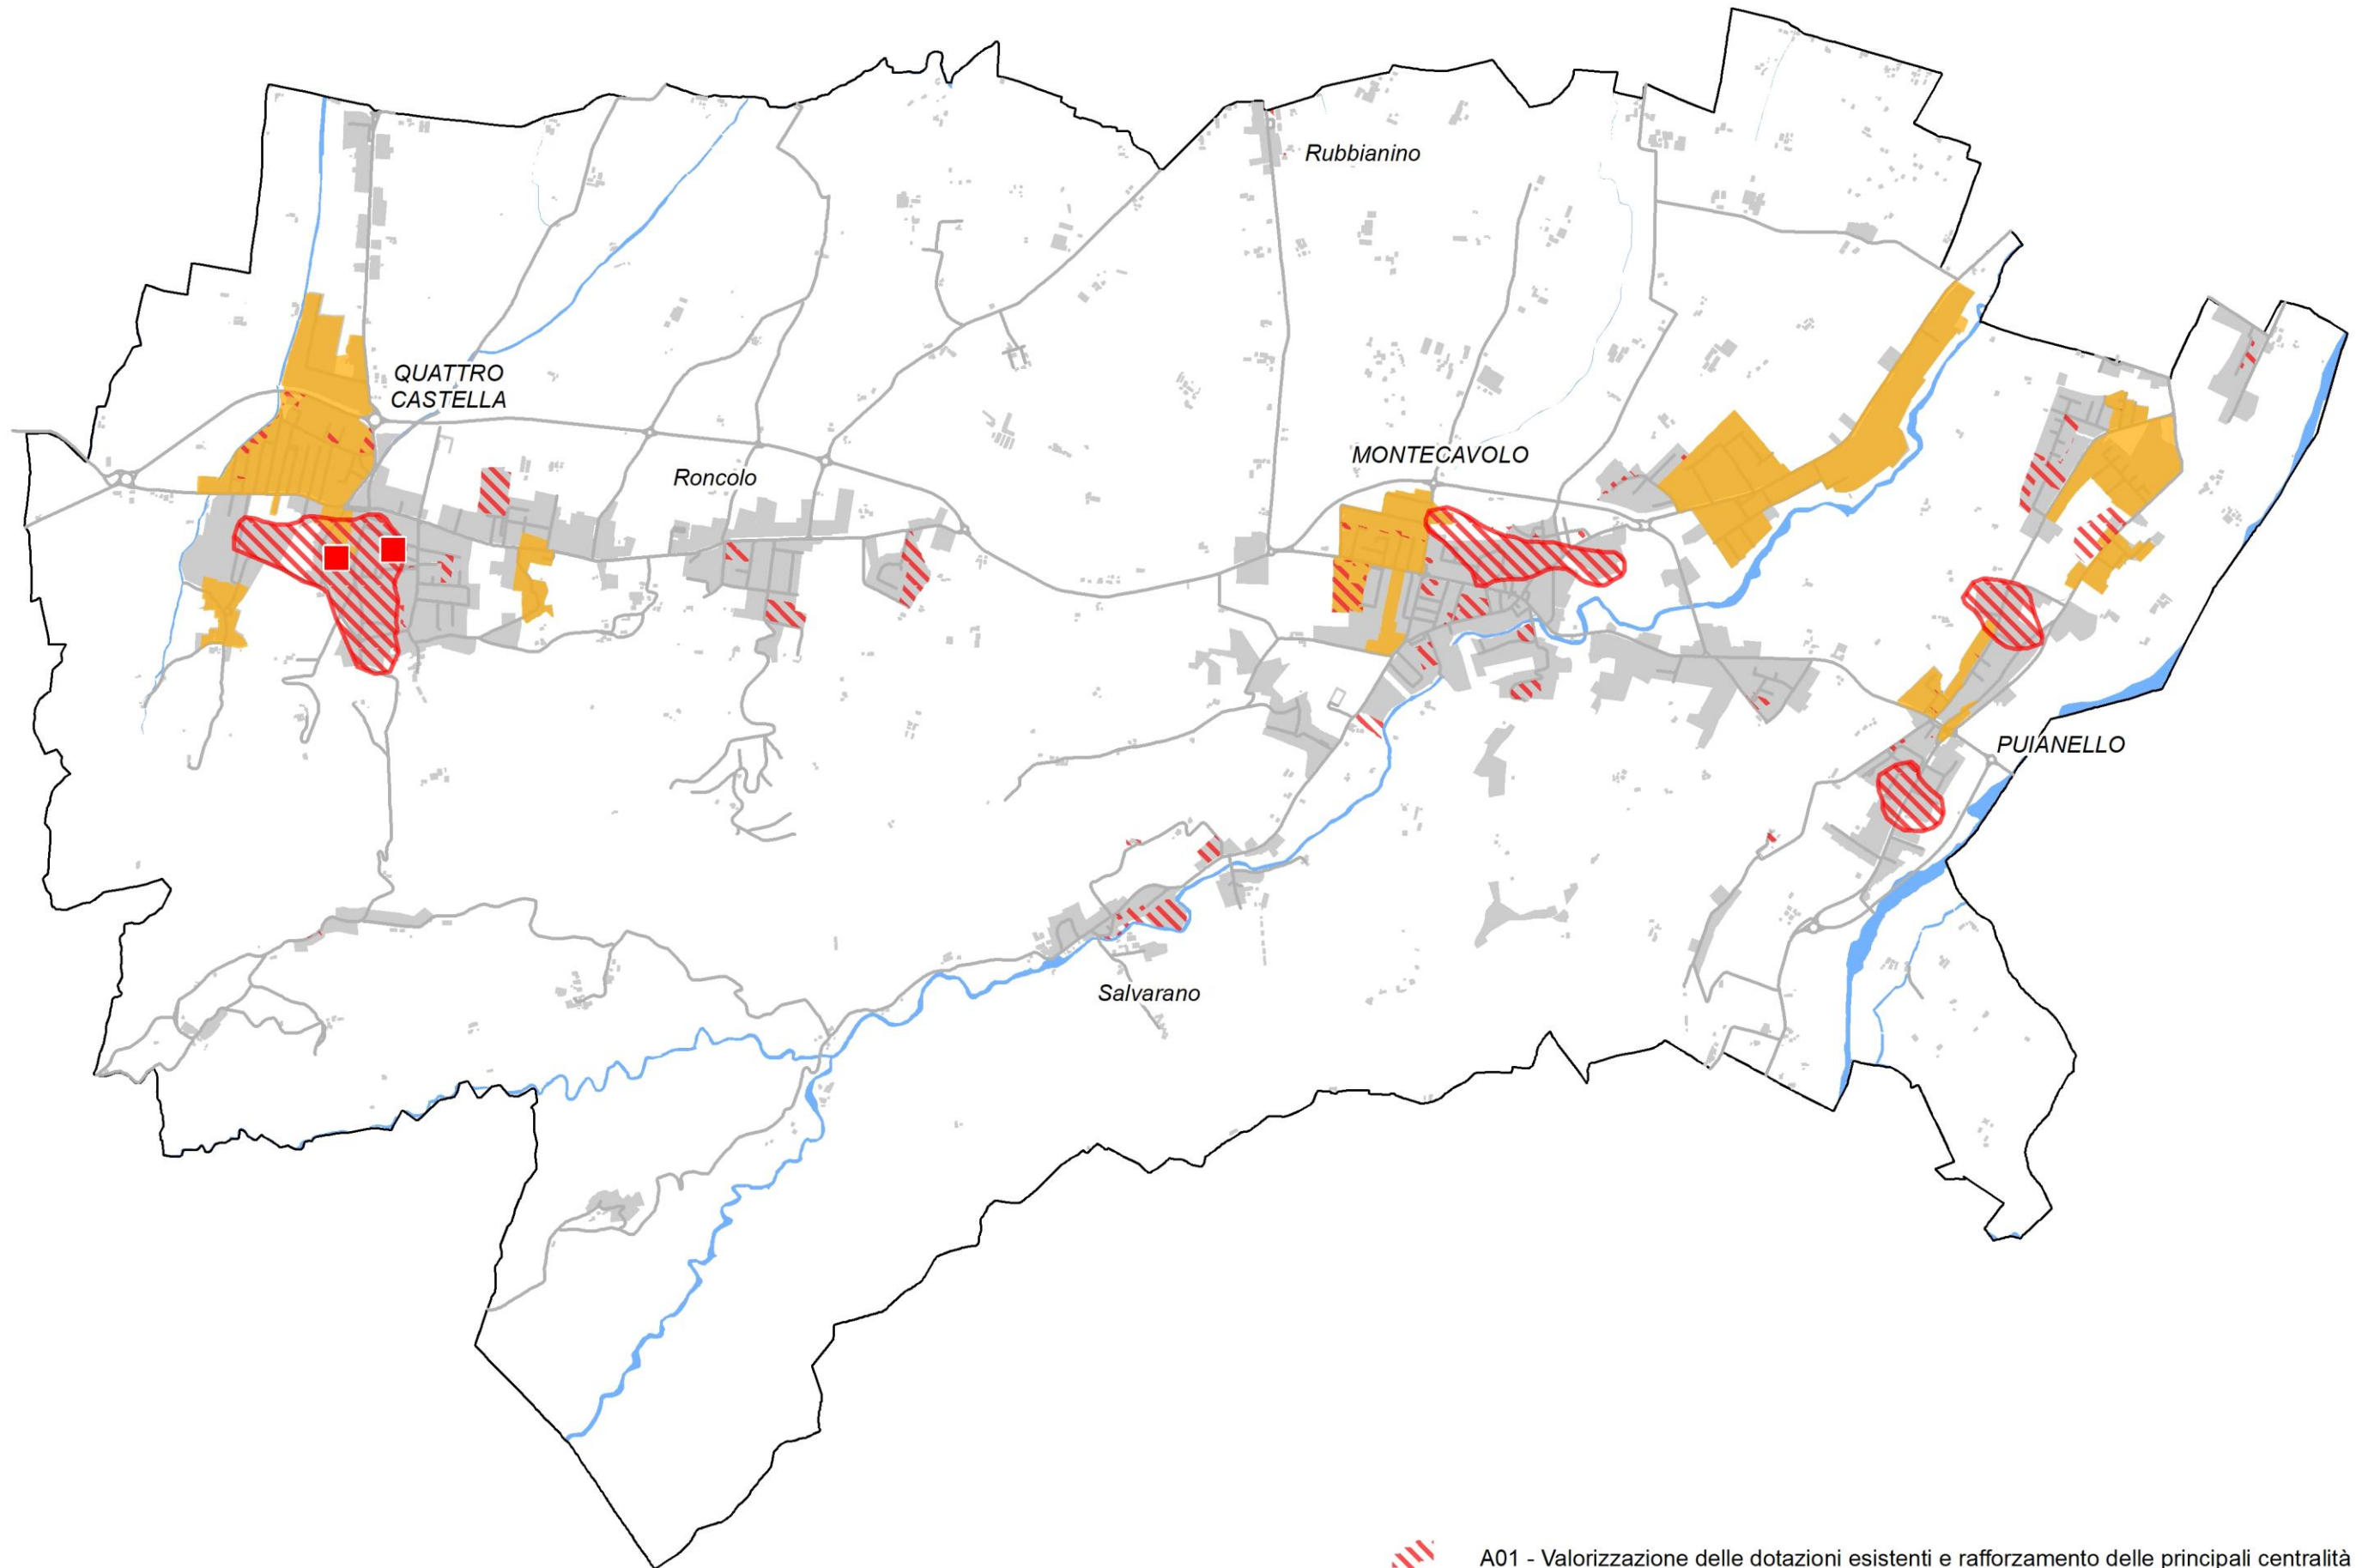 Rubbianino
QUATTRO
CASTELLA
MONTECAVOLO
Roncolo
PUIANELLO
Salvarano
A01 - Valorizzazione delle dotazioni esistenti e rafforzamento delle principali centralità